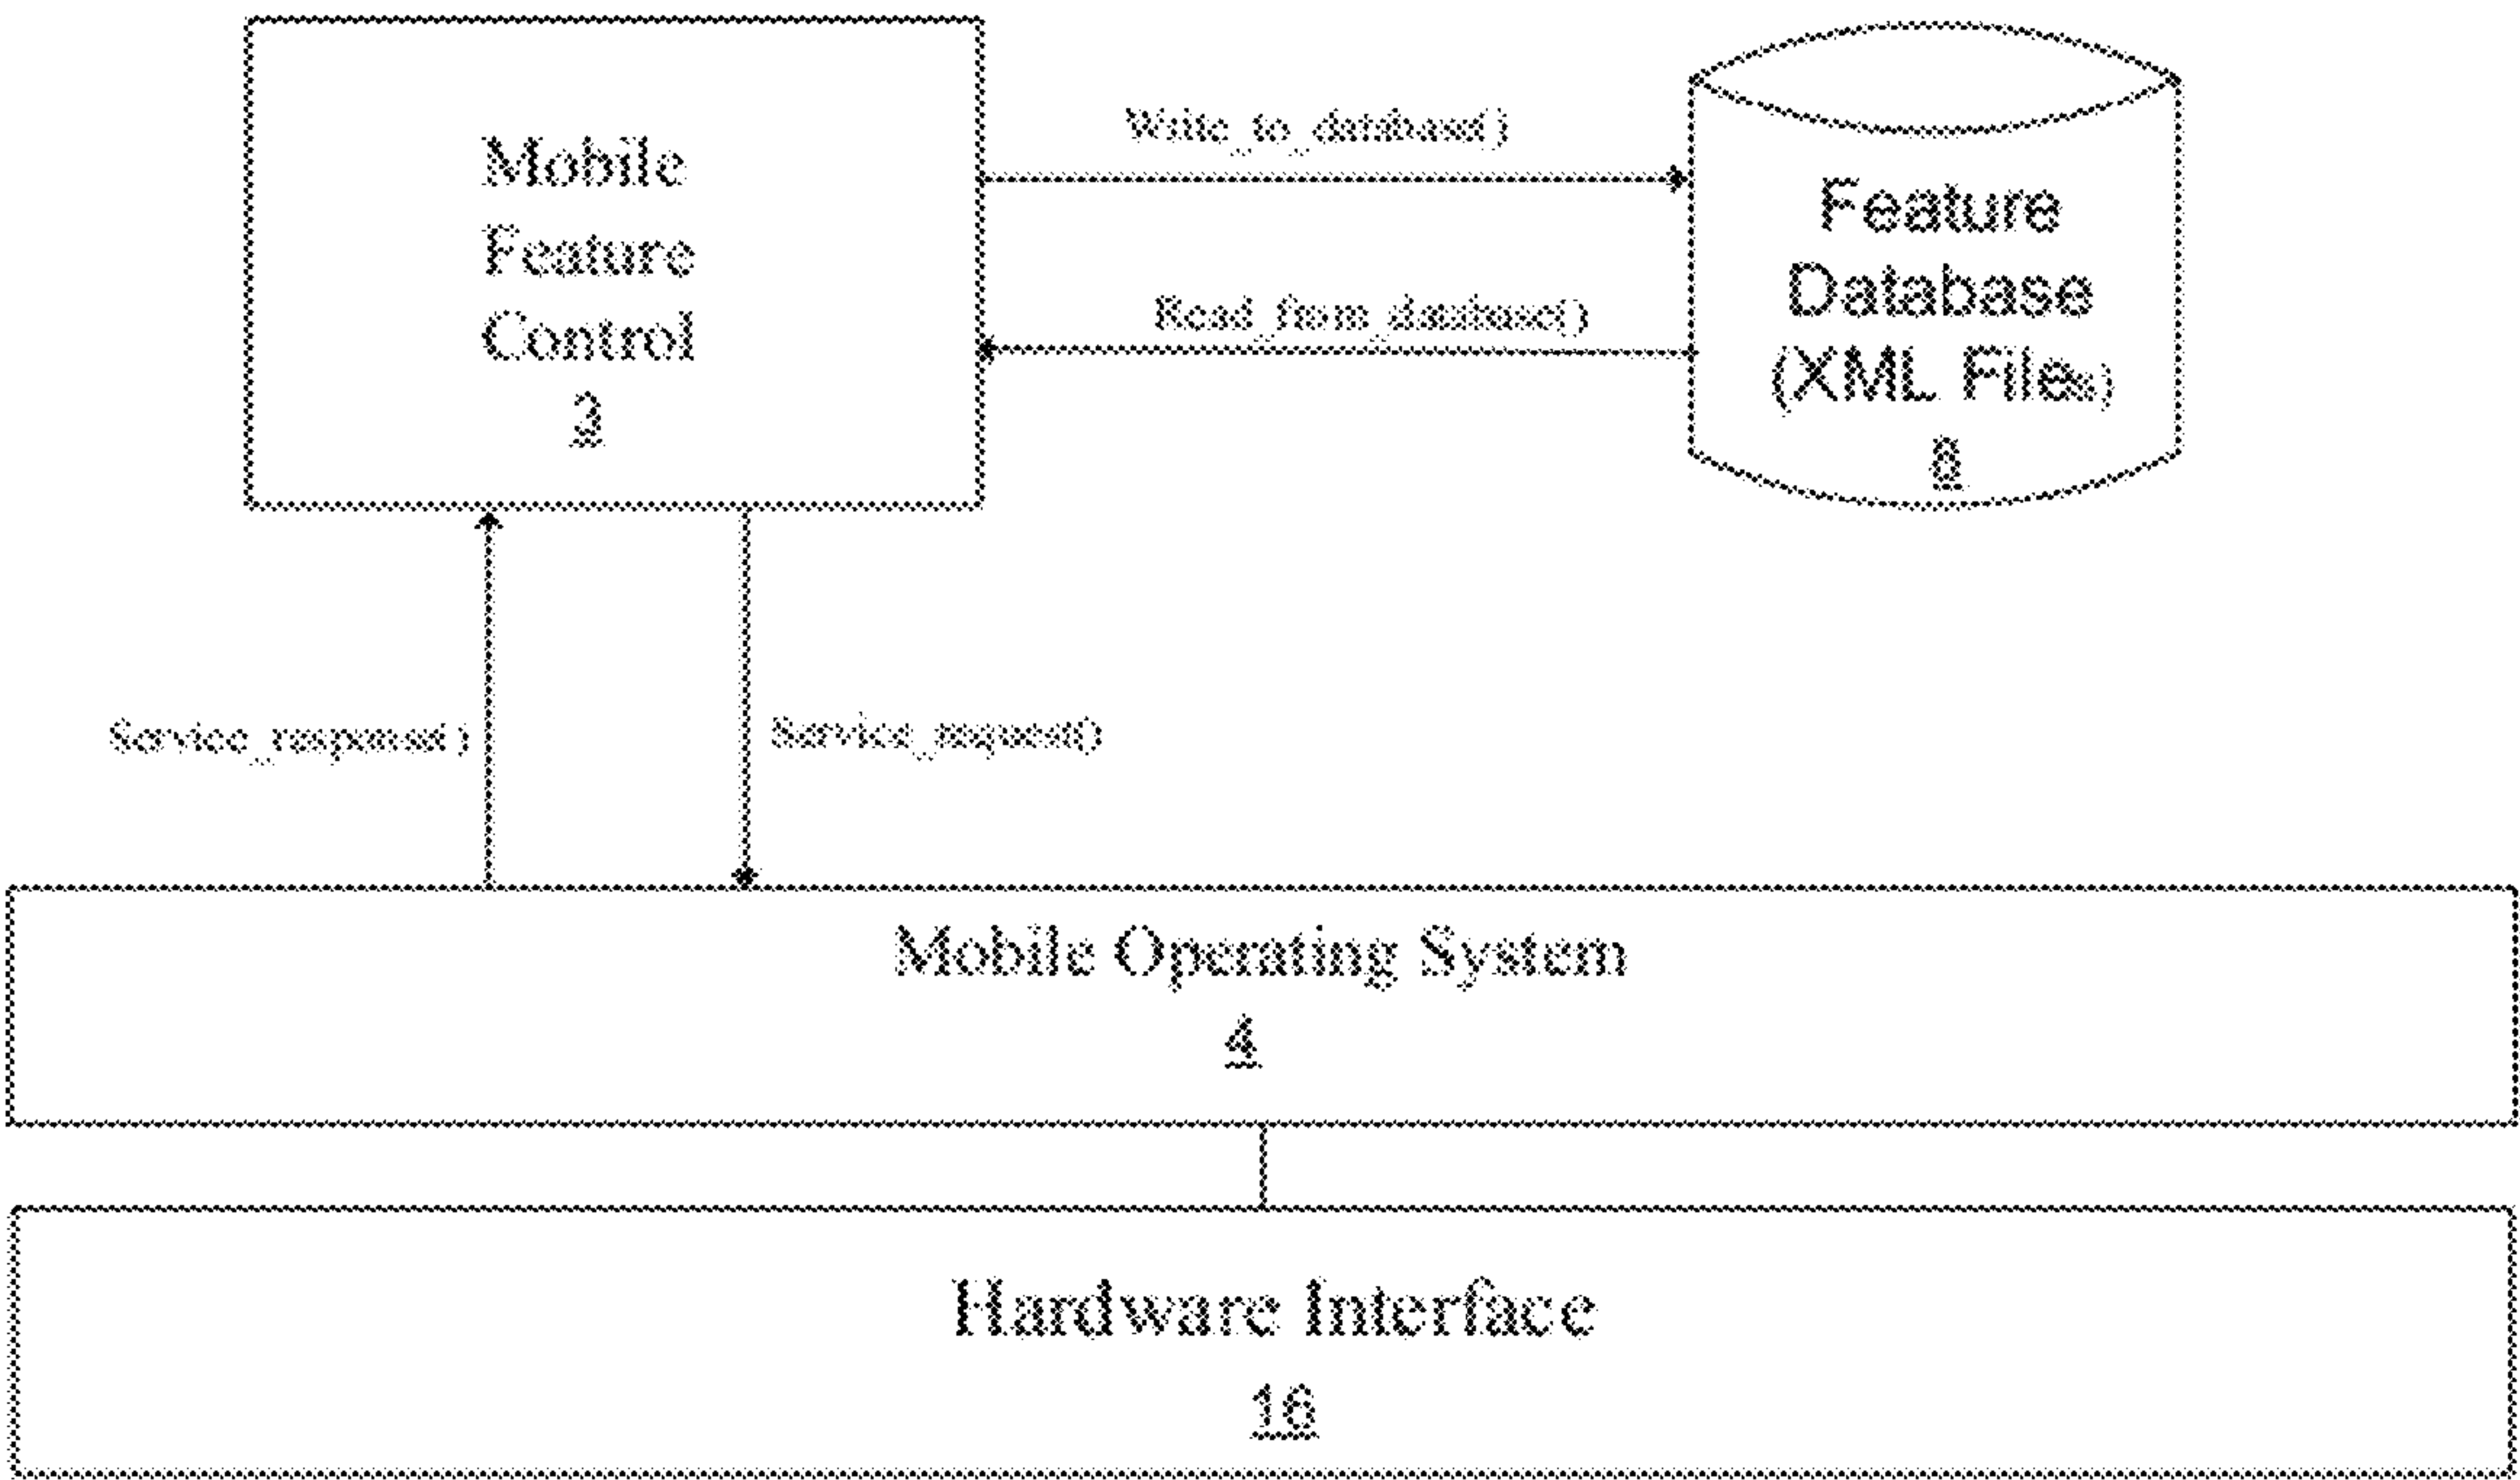 Mobile
Feature
Control
2
Write_to_database()
Read_from_database()
Feature
Database
(XML Files)
8
Service_response()
Service_request()
Mobile Operating System
4
Hardware Interface
16